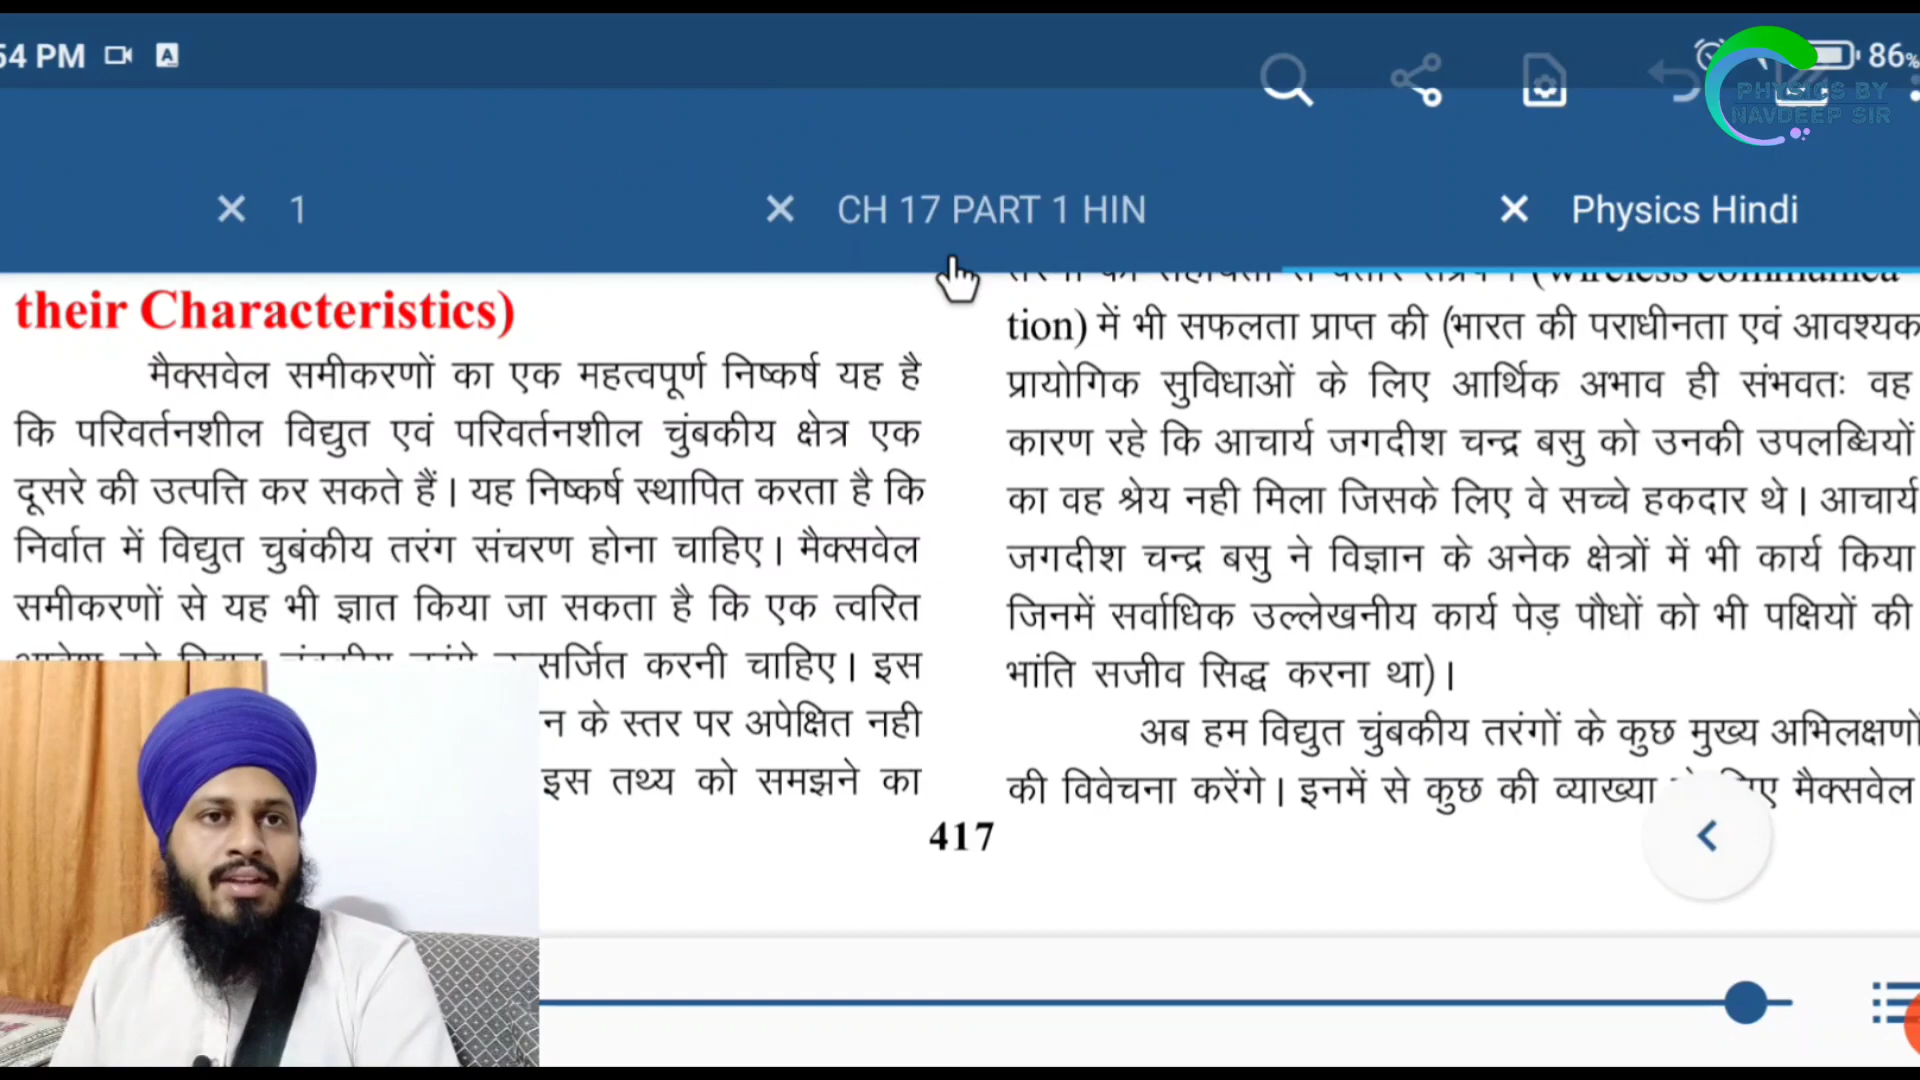 54 PM
86%
PHYSICS BY
NAVDEEP SIR
1
CH 17 PART 1 HIN
Physics Hindi
their Characteristics)
मैक्सवेल समीकरणों का एक महत्वपूर्ण निष्कर्ष यह है
कि परिवर्तनशील विद्युत एवं परिवर्तनशील चुंबकीय क्षेत्र एक
दूसरे की उत्पत्ति कर सकते हैं। यह निष्कर्ष स्थापित करता है कि
निर्वात में विद्युत चुबंकीय तरंग संचरण होना चाहिए। मैक्सवेल
समीकरणों से यह भी ज्ञात किया जा सकता है कि एक त्वरित
सर्जित करनी चाहिए। इस
न के स्तर पर अपेक्षित नही
इस तथ्य को समझने का
(wireless communica
tion) में भी सफलता प्राप्त की (भारत की पराधीनता एवं आवश्यक
प्रायोगिक सुविधाओं के लिए आर्थिक अभाव ही संभवतः वह
कारण रहे कि आचार्य जगदीश चन्द्र बसु को उनकी उपलब्धियों
का वह श्रेय नही मिला जिसके लिए वे सच्चे हकदार थे। आचार्य
जगदीश चन्द्र बसु ने विज्ञान के अनेक क्षेत्रों में भी कार्य किया
जिनमें सर्वाधिक उल्लेखनीय कार्य पेड़ पौधों को भी पक्षियों की
भांति सजीव सिद्ध करना था)।
अब हम विद्युत चुंबकीय तरंगों के कुछ मुख्य अभिलक्षणों
की विवेचना करेंगे। इनमें से कुछ की व्याख्या मैक्सवेल
417